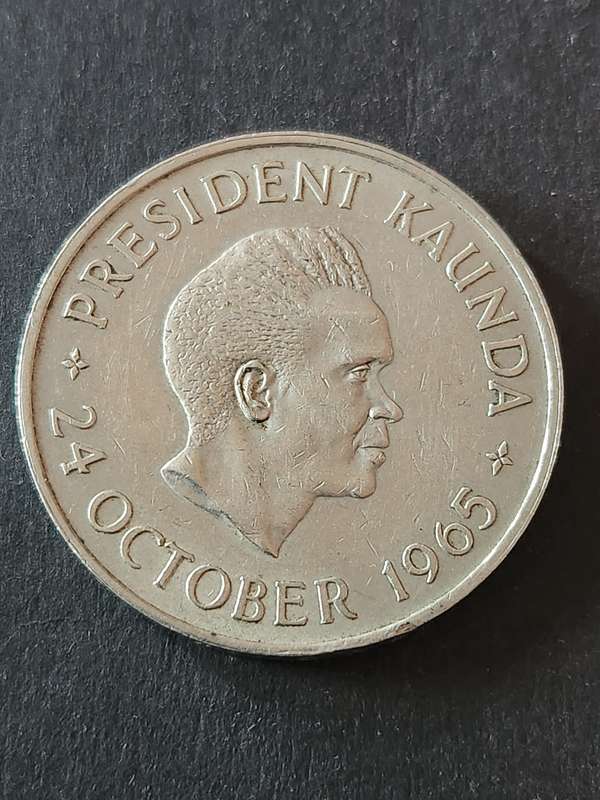 PRESIDENT KAUNDA
24 OCTOBER 1965